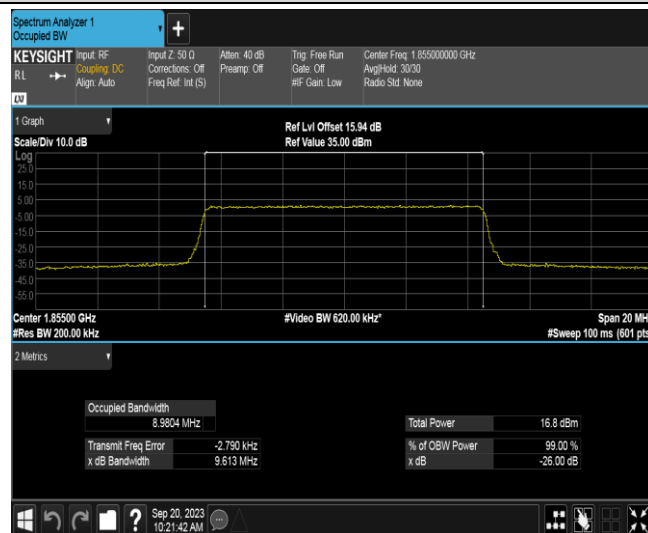 Spectrum Analyzer 1
Occupied BW
+
KEYSIGHT Input: RF Input Z: 50 Ω Atten: 40 dB Trig: Free Run Center Freq: 1.855000000 GHz
RL Coupling: DC Corrections: Off Preamp: Off Gate: Off Avg|Hold: 30/30
Align: Auto Freq Ref: Int (S) #IF Gain: Low Radio Std: None
LXI
1 Graph
Scale/Div 10.0 dB
Ref Lvl Offset 15.94 dB
Ref Value 35.00 dBm
Log
25.0
15.0
5.00
-5.00
-15.0
-25.0
-35.0
-45.0
-55.0
Center 1.85500 GHz #Video BW 620.00 kHz* Span 20 MH
#Res BW 200.00 kHz #Sweep 100 ms (601 pts
2 Metrics
Occupied Bandwidth
8.9804 MHz
Total Power 16.8 dBm
Transmit Freq Error -2.790 kHz % of OBW Power 99.00 %
x dB Bandwidth 9.613 MHz x dB -26.00 dB
? Sep 20, 2023
10:21:42 AM